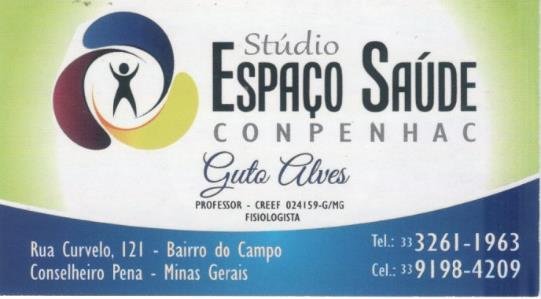 Stúdio
ESPAÇO SAÚDE
CONPENHAC
Guto Alves
PROFESSOR - CREEF 024159-G/MG
FISIOLOGISTA
Rua Curvelo, 121 - Bairro do Campo
Conselheiro Pena - Minas Gerais
Tel.: 33 3261-1963
Cel.: 33 9198-4209